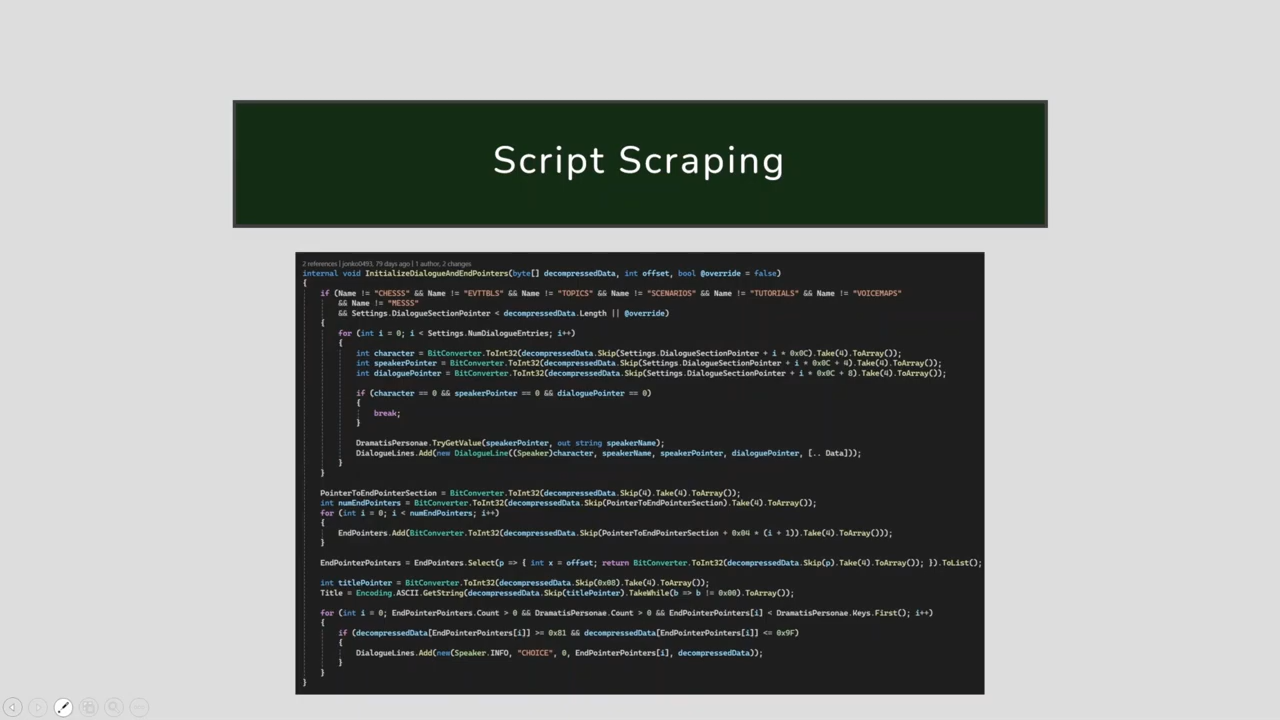 Script Scraping
2 references | jonko0493, 79 days ago | 1 author, 2 changes
internal void InitializeDialogueAndEndPointers(byte[] decompressedData, int offset, bool @override = false)
{
if (Name != "CHESSS" && Name != "EVTTBLS" && Name != "TOPICS" && Name != "SCENARIOS" && Name != "TUTORIALS" && Name != "VOICEMAPS"
&& Name != "MESSS"
&& Settings.DialogueSectionPointer < decompressedData.Length || @override)
{
for (int i = 0; i < Settings.NumDialogueEntries; i++)
{
int character = BitConverter.ToInt32(decompressedData.Skip(Settings.DialogueSectionPointer + i * 0x0C).Take(4).ToArray());
int speakerPointer = BitConverter.ToInt32(decompressedData.Skip(Settings.DialogueSectionPointer + i * 0x0C + 4).Take(4).ToArray());
int dialoguePointer = BitConverter.ToInt32(decompressedData.Skip(Settings.DialogueSectionPointer + i * 0x0C + 8).Take(4).ToArray());
if (character == 0 && speakerPointer == 0 && dialoguePointer == 0)
{
break;
}
DramatisPersonae.TryGetValue(speakerPointer, out string speakerName);
DialogueLines.Add(new DialogueLine((Speaker)character, speakerName, speakerPointer, dialoguePointer, [.. Data]));
}
}
PointerToEndPointerSection = BitConverter.ToInt32(decompressedData.Skip(4).Take(4).ToArray());
int numEndPointers = BitConverter.ToInt32(decompressedData.Skip(PointerToEndPointerSection).Take(4).ToArray());
for (int i = 0; i < numEndPointers; i++)
{
EndPointers.Add(BitConverter.ToInt32(decompressedData.Skip(PointerToEndPointerSection + 0x04 * (i + 1)).Take(4).ToArray()));
}
EndPointerPointers = EndPointers.Select(p => { int x = offset; return BitConverter.ToInt32(decompressedData.Skip(p).Take(4).ToArray()); }).ToList();
int titlePointer = BitConverter.ToInt32(decompressedData.Skip(0x08).Take(4).ToArray());
Title = Encoding.ASCII.GetString(decompressedData.Skip(titlePointer).TakeWhile(b => b != 0x00).ToArray());
for (int i = 0; EndPointerPointers.Count > 0 && DramatisPersonae.Count > 0 && EndPointerPointers[i] < DramatisPersonae.Keys.First(); i++)
{
if (decompressedData[EndPointerPointers[i]] >= 0x81 && decompressedData[EndPointerPointers[i]] <= 0x9F)
{
DialogueLines.Add(new(Speaker.INFO, "CHOICE", 0, EndPointerPointers[i], decompressedData));
}
}
}